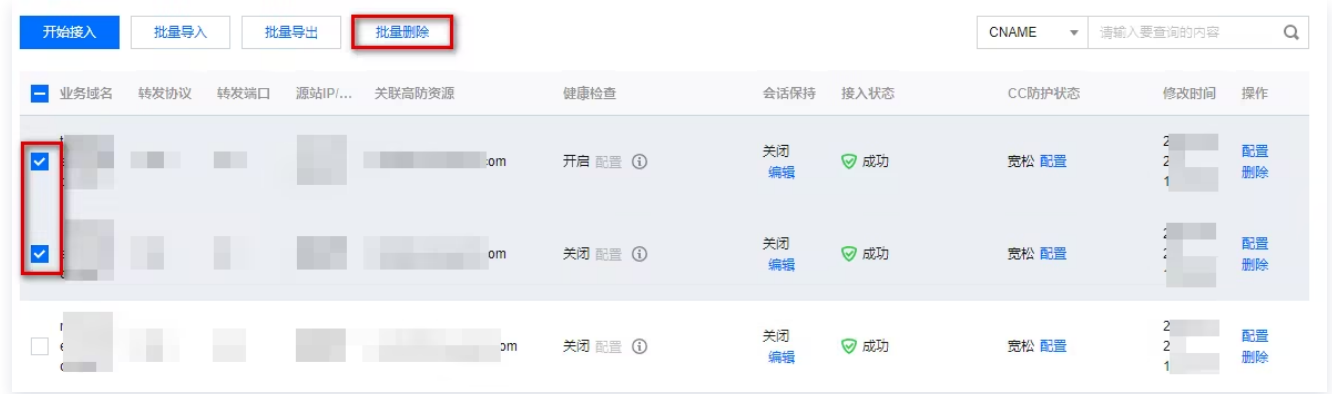 开始接入 批量导入 批量导出 批量删除 CNAME 请输入要查询的内容
业务域名 转发协议 转发端口 源站IP/... 关联高防资源 健康检查 会话保持 接入状态 CC防护状态 修改时间 操作
com 开启 配置 关闭 编辑 成功 宽松 配置 配置 删除
om 关闭 配置 关闭 编辑 成功 宽松 配置 配置 删除
om 关闭 配置 关闭 编辑 成功 宽松 配置 配置 删除